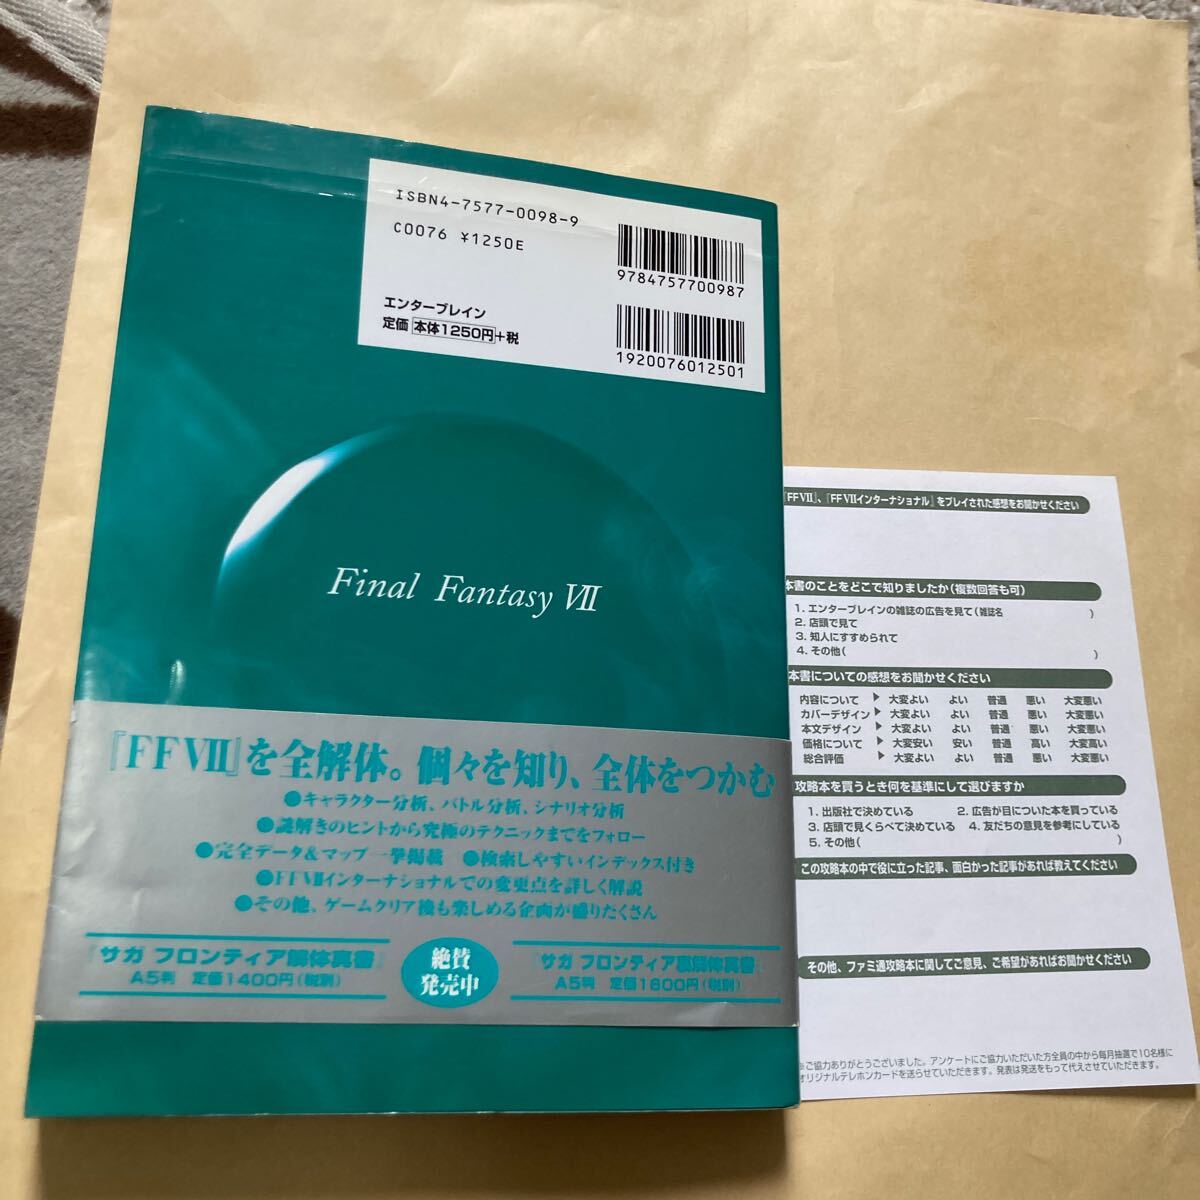 ISBN4-7577-0098-9
C0076 ¥1250E
エンターブレイン
定価 本体1250円+税
9784757700987
1920076012501
Final Fantasy Ⅶ
『FFⅦ』を全解体。個々を知り、全体をつかむ
●キャラクター分析、バトル分析、シナリオ分析
●謎解きのヒントから究極のテクニックまでをフォロー
●完全データ&マップ一挙掲載 ●検索しやすいインデックス付き
●FFⅦインターナショナルでの変更点を詳しく解説
●その他、ゲームクリア後も楽しめる企画が盛りだくさん
『サガ フロンティア解体真書』
A5判 定価1400円(税別)
絶賛
発売中
『サガ フロンティア裏解体真書』
A5判 定価1600円(税別)
『FFⅦ』、『FFⅦインターナショナル』をプレイされた感想をお聞かせください
本書のことをどこで知りましたか(複数回答も可)
1. エンターブレインの雑誌の広告を見て(雑誌名 )
2. 店頭で見て
3. 知人にすすめられて
4. その他( )
本書についての感想をお聞かせください
内容について ▶ 大変よい よい 普通 悪い 大変悪い
カバーデザイン ▶ 大変よい よい 普通 悪い 大変悪い
本文デザイン ▶ 大変よい よい 普通 悪い 大変悪い
価格について ▶ 大変安い 安い 普通 高い 大変高い
総合評価 ▶ 大変よい よい 普通 悪い 大変悪い
攻略本を買うとき何を基準にして選びますか
1. 出版社で決めている 2. 広告が目についた本を買っている
3. 店頭で見くらべて決めている 4. 友だちの意見を参考にしている
5. その他( )
この攻略本の中で役に立った記事、面白かった記事があれば教えてください
その他、ファミ通攻略本に関してご意見、ご希望があればお聞かせください
※ご協力ありがとうございました。アンケートにご協力いただいた方全員の中から毎月抽選で10名様に
オリジナルテレホンカードを送らせていただきます。発表は発送をもって代えさせていただきます。